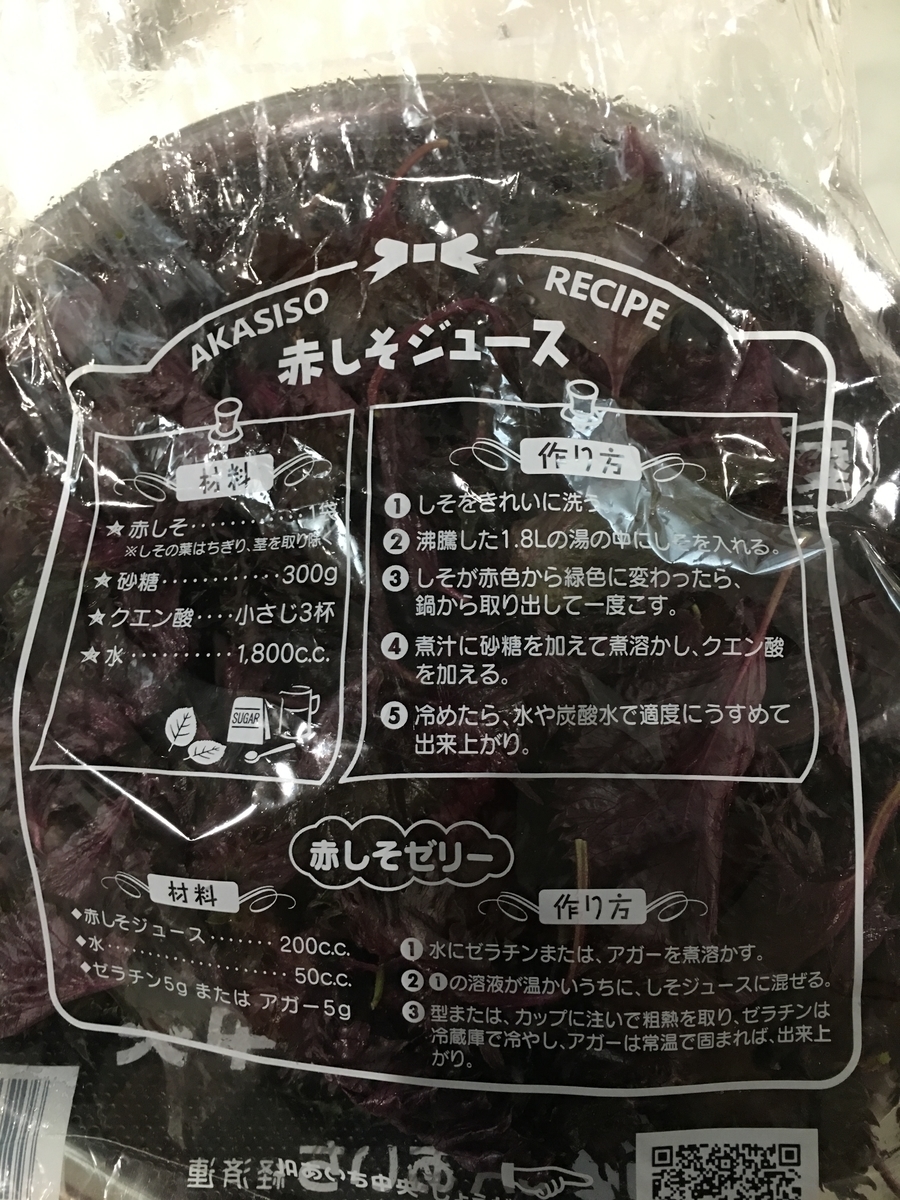 AKASISO RECIPE
赤しそジュース
材料
★赤しそ・・・・・・・・・・・1袋
※しその葉はちぎり、茎を取り除く
★砂糖・・・・・・・・・・・・300g
★クエン酸・・・・小さじ3杯
★水・・・・・・・・・・1,800c.c.
SUGAR
作り方
❶しそをきれいに洗う
❷沸騰した1.8Lの湯の中にしそを入れる。
❸しそが赤色から緑色に変わったら、
鍋から取り出して一度こす。
❹煮汁に砂糖を加えて煮溶かし、クエン酸
を加える。
❺冷めたら、水や炭酸水で適度にうすめて
出来上がり。
赤しそゼリー
材料
◆赤しそジュース・・・・・・・200c.c.
◆水・・・・・・・・・・・・・・・・・・・50c.c.
◆ゼラチン5g または アガー5g
作り方
❶水にゼラチンまたは、アガーを煮溶かす。
❷❶の溶液が温かいうちに、しそジュースに混ぜる。
❸型または、カップに注いで粗熱を取り、ゼラチンは
冷蔵庫で冷やし、アガーは常温で固まれば、出来上
がり。